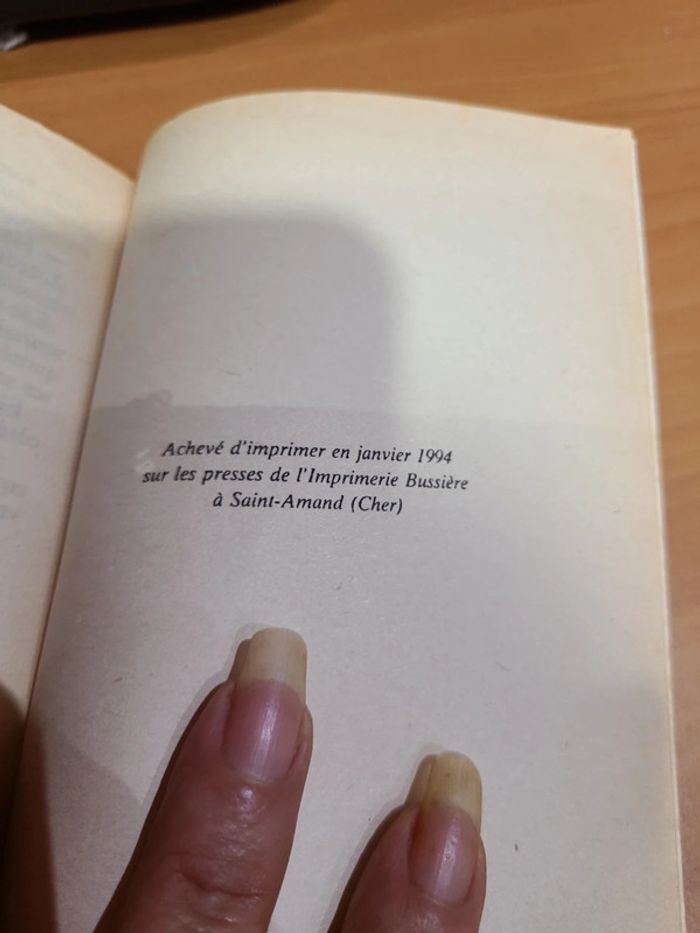 Achevé d'imprimer en janvier 1994
sur les presses de l'Imprimerie Bussière
à Saint-Amand (Cher)